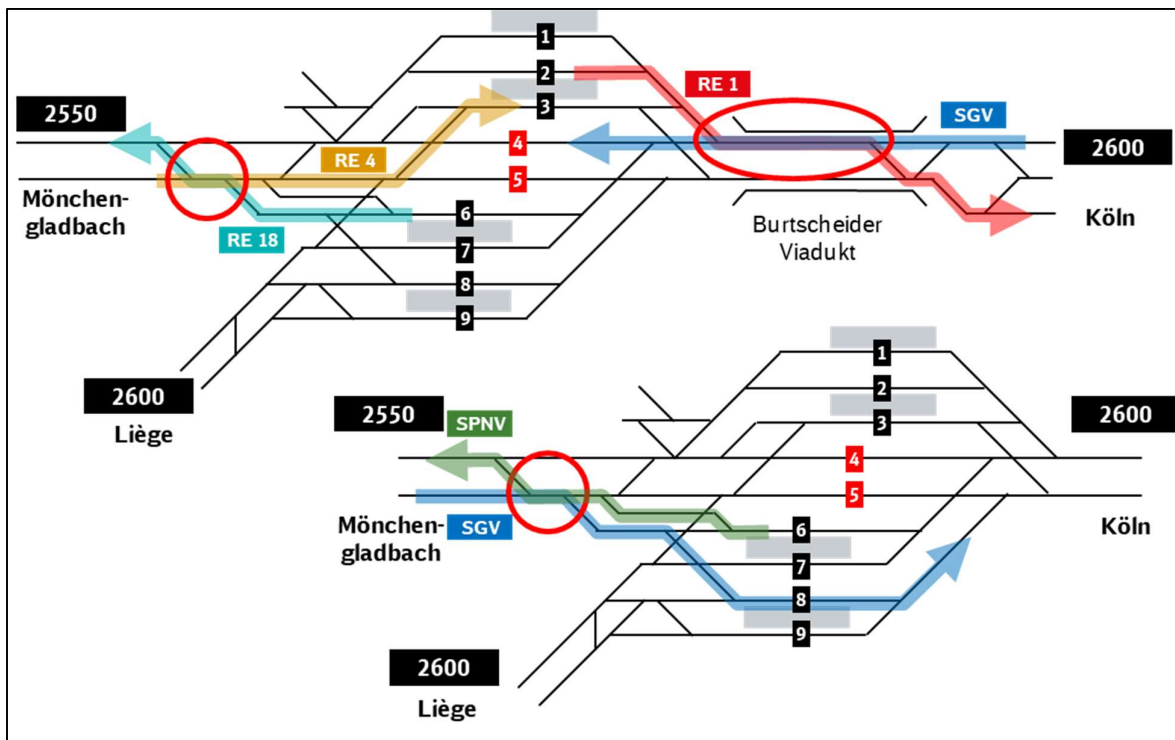 1
2
RE 1
2550
3
SGV
4
2600
RE 4
5
Mönchen-
gladbach
6
Köln
RE 18
Burtscheider
Viadukt
7
8
9
1
2600
Liège
2
2550
2600
SPNV
3
4
5
Mönchen-
gladbach
SGV
Köln
6
7
8
9
2600
Liège